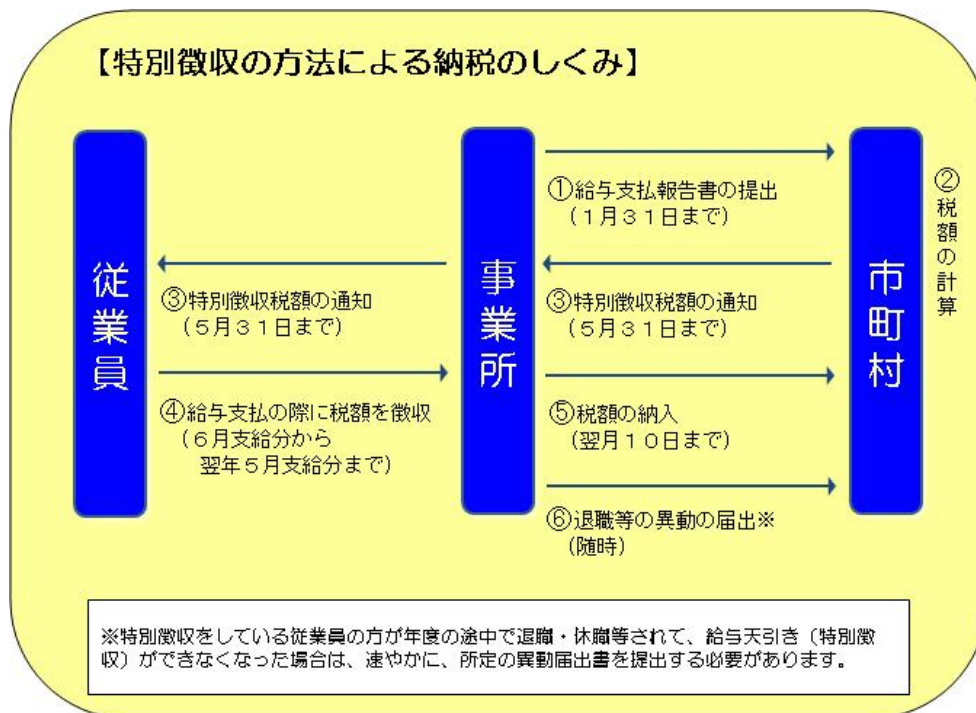 【特別徴収の方法による納税のしくみ】
従業員
事業所
市町村
①給与支払報告書の提出
(1月31日まで)
②税額の計算
③特別徴収税額の通知
(5月31日まで)
③特別徴収税額の通知
(5月31日まで)
④給与支払の際に税額を徴収
(6月支給分から
翌年5月支給分まで)
⑤税額の納入
(翌月10日まで)
⑥退職等の異動の届出※
(随時)
※特別徴収をしている従業員の方が年度の途中で退職・休職等されて、給与天引き(特別徴
収)ができなくなった場合は、速やかに、所定の異動届出書を提出する必要があります。